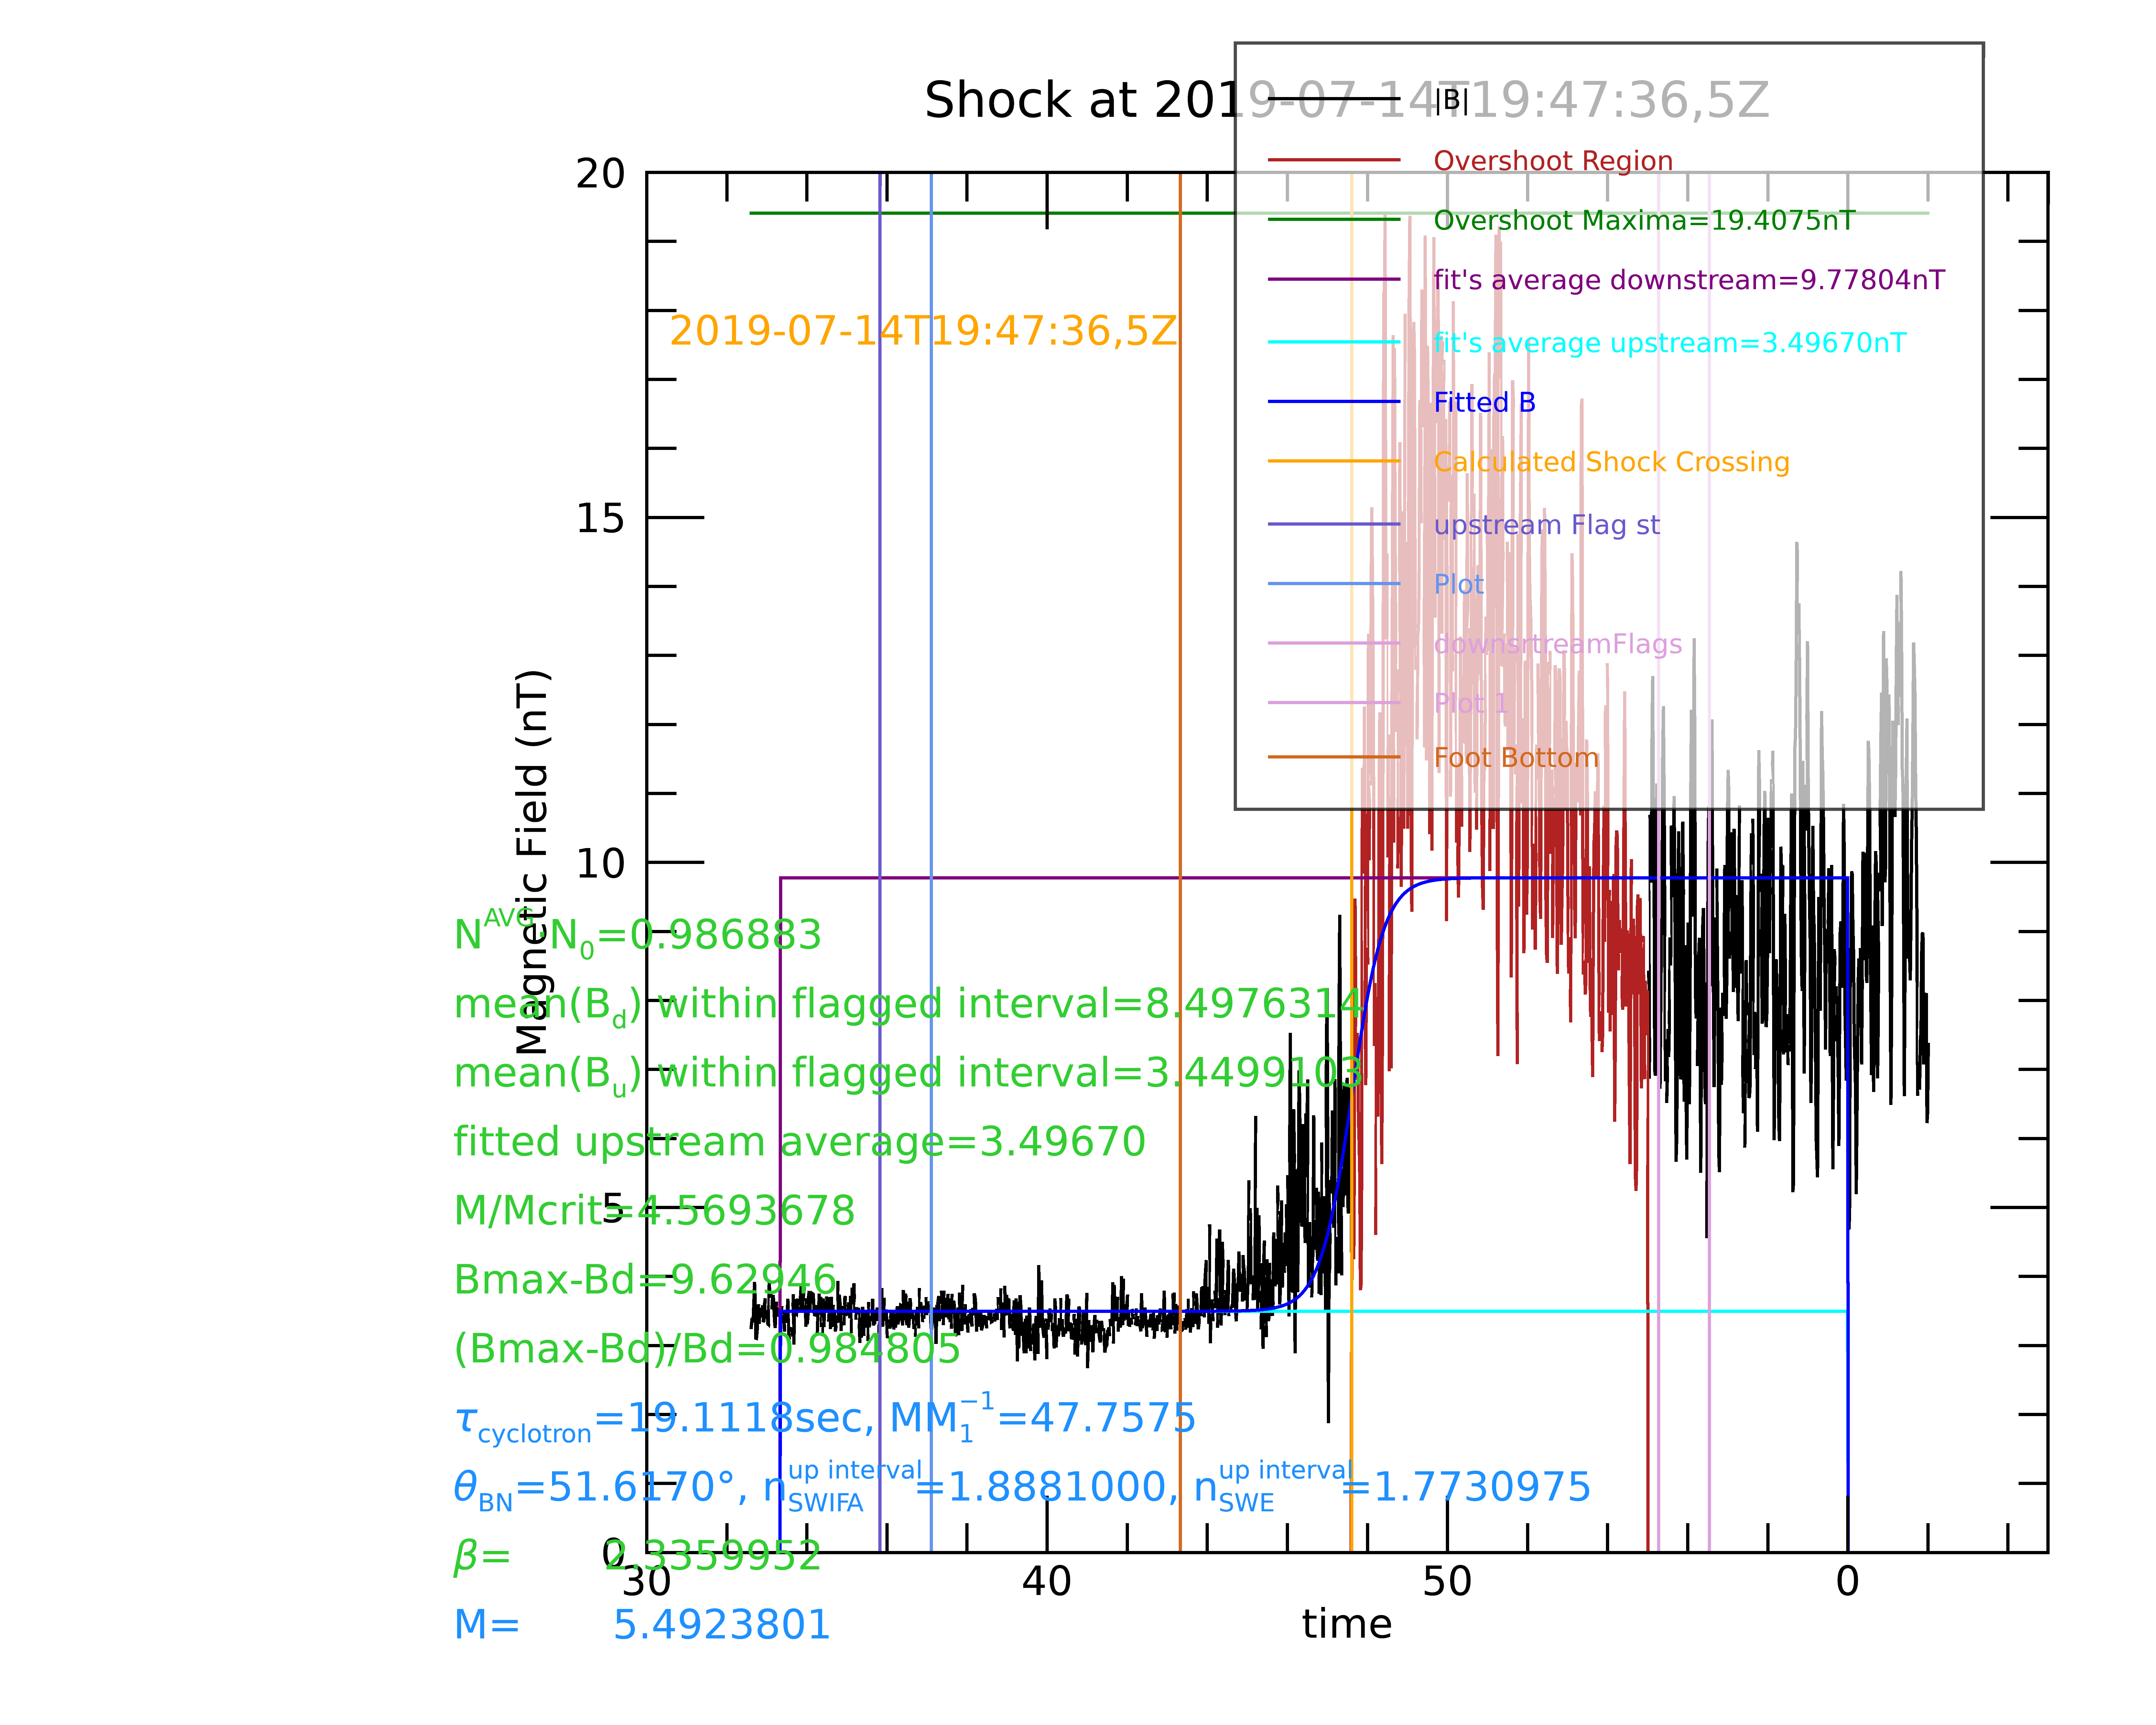 Shock at 2019-07-14T19:47:36,5Z
|B|
Overshoot Region
Overshoot Maxima=19.4075nT
fit's average downstream=9.77804nT
fit's average upstream=3.49670nT
Fitted B
Calculated Shock Crossing
upstream Flag st
Plot
downsrtreamFlags
Plot 1
Foot Bottom
2019-07-14T19:47:36,5Z
20
15
10
5
0
Magnetic Field (nT)
N^AVG·N_0=0.986883
mean(B_d) within flagged interval=8.4976314
mean(B_u) within flagged interval=3.4499103
fitted upstream average=3.49670
M/Mcrit=4.5693678
Bmax-Bd=9.62946
(Bmax-Bd)/Bd=0.984805
τ_cyclotron=19.1118sec, MM_1^−1=47.7575
θ_BN=51.6170°, n_SWIFA^up interval=1.8881000, n_SWE^up interval=1.7730975
β= 2.3359952
M= 5.4923801
30 40 50 0
time